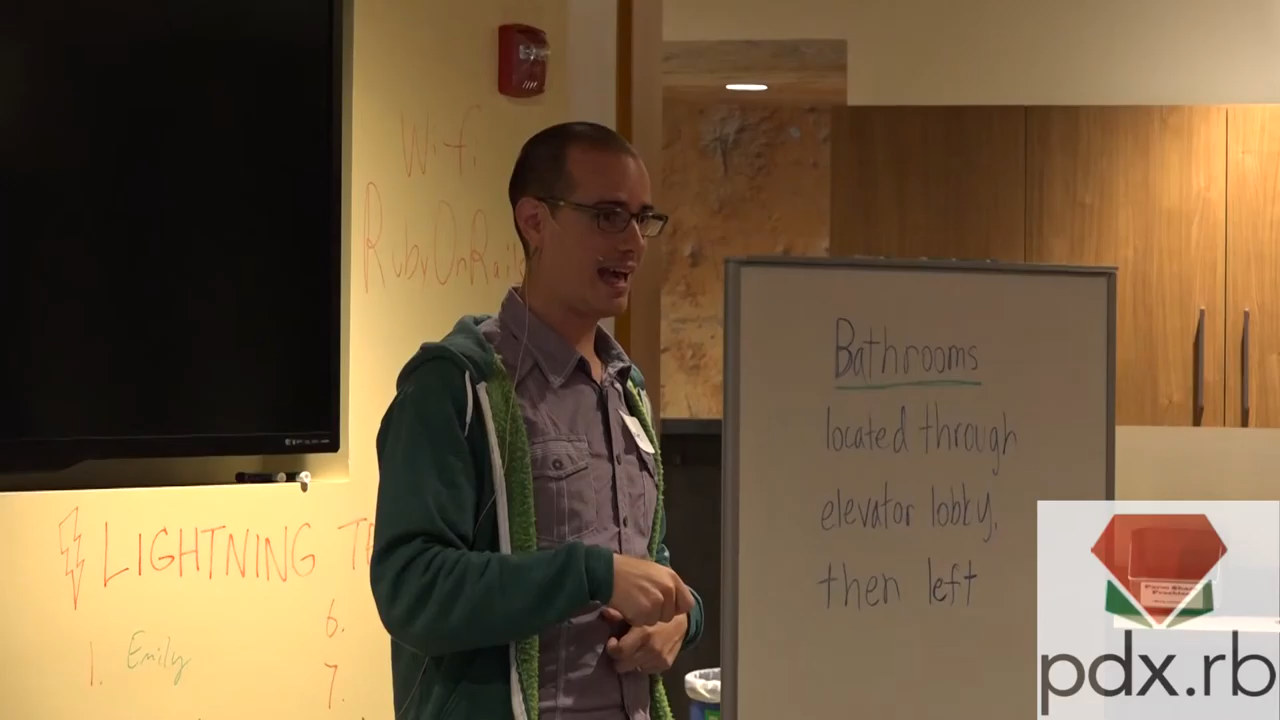 Wifi
RubyOnRails
LIGHTNING
6.
1. Emily
7.
Bathrooms
located through
elevator lobby,
then left
pdx.rb